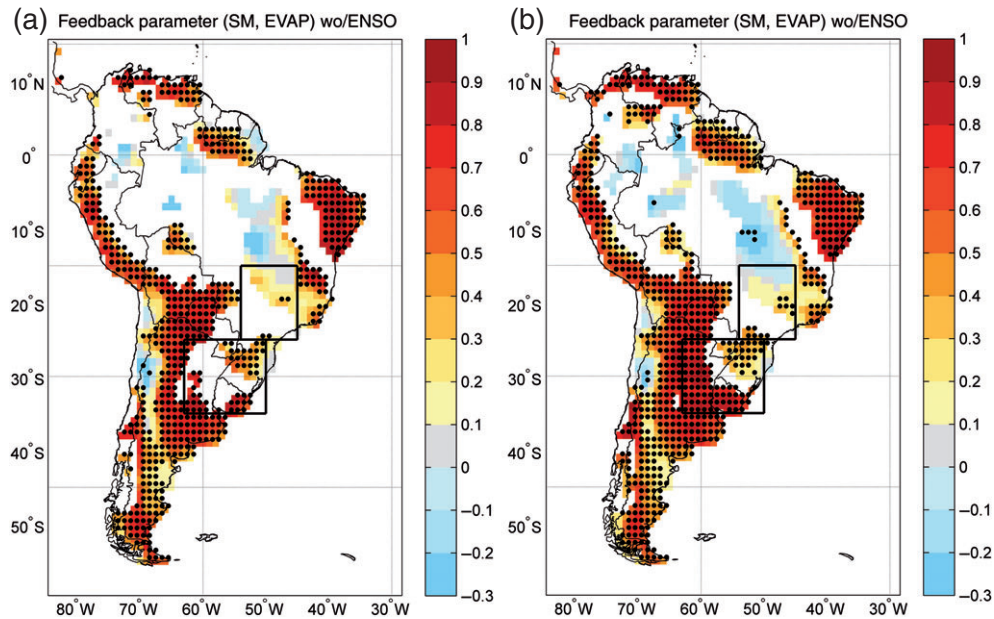 (a) Feedback parameter (SM, EVAP) wo/ENSO
10°N
0°
10°S
20°S
30°S
40°S
50°S
80°W 70°W 60°W 50°W 40°W 30°W
1
0.9
0.8
0.7
0.6
0.5
0.4
0.3
0.2
0.1
0
−0.1
−0.2
−0.3
(b) Feedback parameter (SM, EVAP) wo/ENSO
10°N
0°
10°S
20°S
30°S
40°S
50°S
80°W 70°W 60°W 50°W 40°W 30°W
1
0.9
0.8
0.7
0.6
0.5
0.4
0.3
0.2
0.1
0
−0.1
−0.2
−0.3